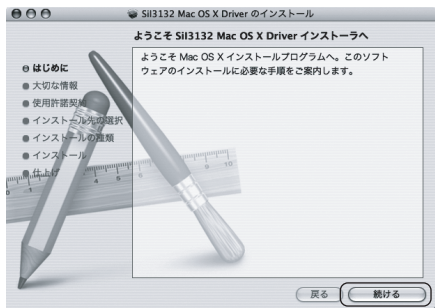 SiI3132 Mac OS X Driver のインストール
ようこそ SiI3132 Mac OS X Driver インストーラへ
はじめに
大切な情報
使用許諾契約
インストール先の選択
インストールの種類
インストール
仕上げ
ようこそ Mac OS X インストールプログラムへ。このソフト
ウェアのインストールに必要な手順をご案内します。
戻る
続ける